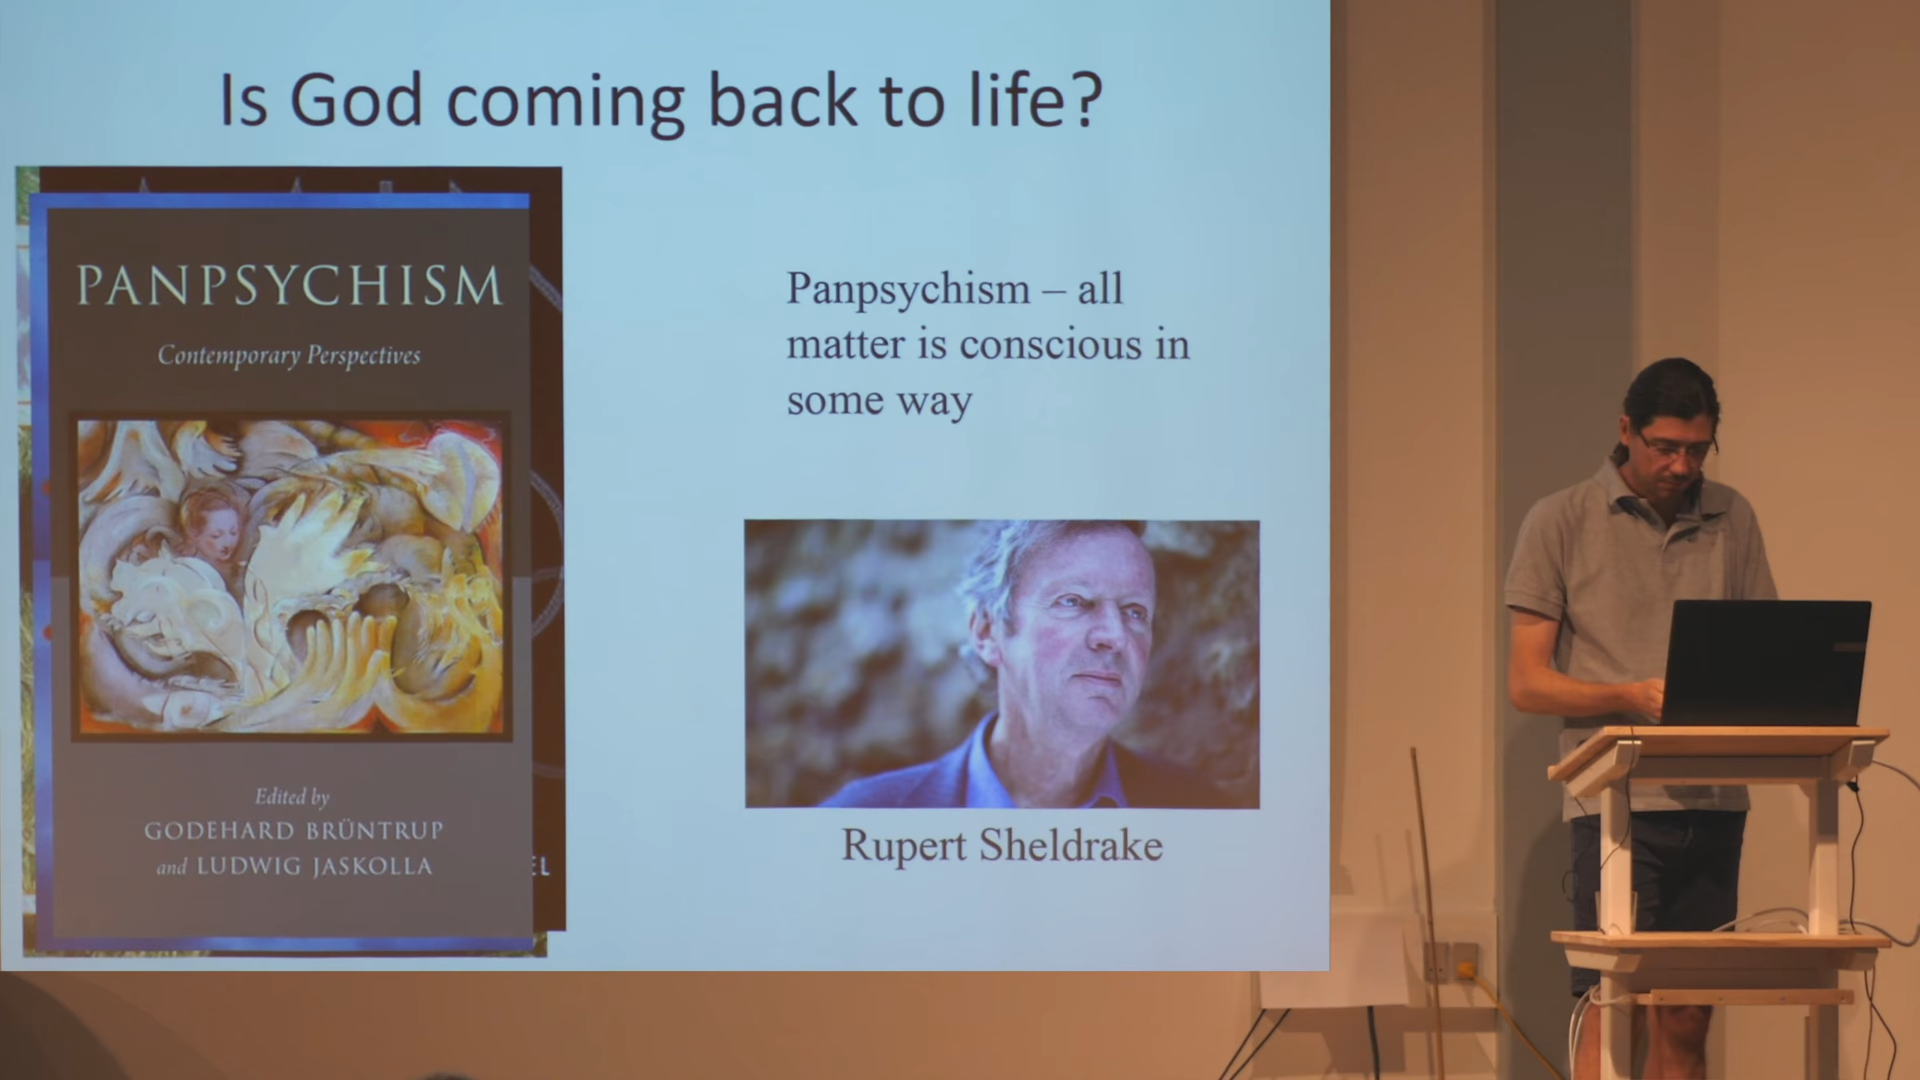 Is God coming back to life?
PANPSYCHISM
Contemporary Perspectives
Edited by
GODEHARD BRÜNTRUP
and LUDWIG JASKOLLA
EL
Panpsychism – all
matter is conscious in
some way
Rupert Sheldrake